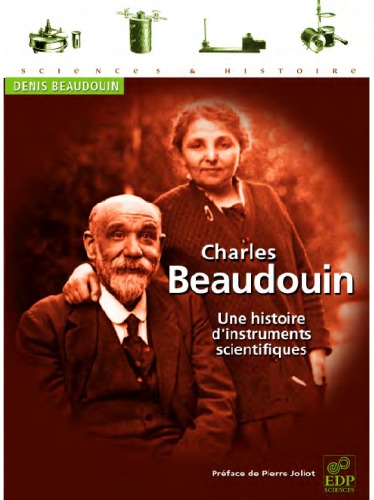 SCIENCES & HISTOIRE
DENIS BEAUDOUIN
Charles
Beaudouin
Une histoire
d'instruments
scientifiques
Préface de Pierre Joliot
EDP
SCIENCES